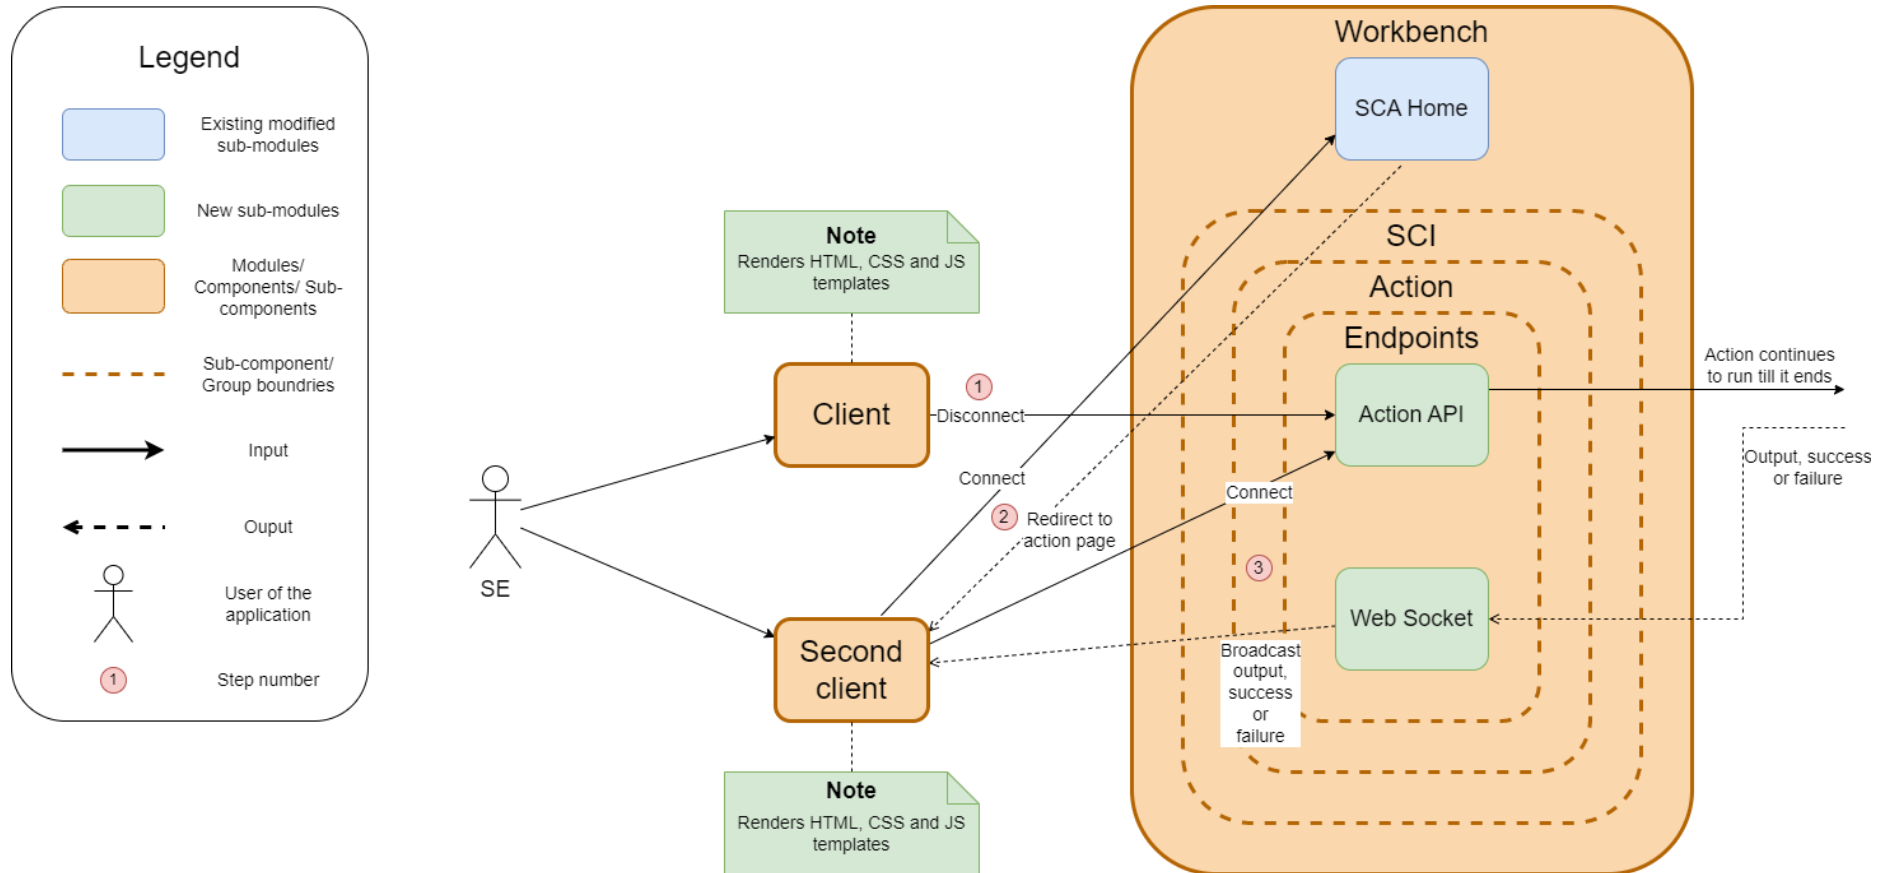 Legend
Existing modified
sub-modules
New sub-modules
Modules/
Components/ Sub-
components
Sub-component/
Group boundries
Input
Ouput
User of the
application
1
Step number
SE
Note
Renders HTML, CSS and JS
templates
Client
1
Disconnect
Connect
2
Redirect to
action page
Second
client
Note
Renders HTML, CSS and JS
templates
Workbench
SCA Home
SCI
Action
Endpoints
Action API
Connect
3
Web Socket
Broadcast
output,
success
or
failure
Action continues
to run till it ends
Output, success
or failure